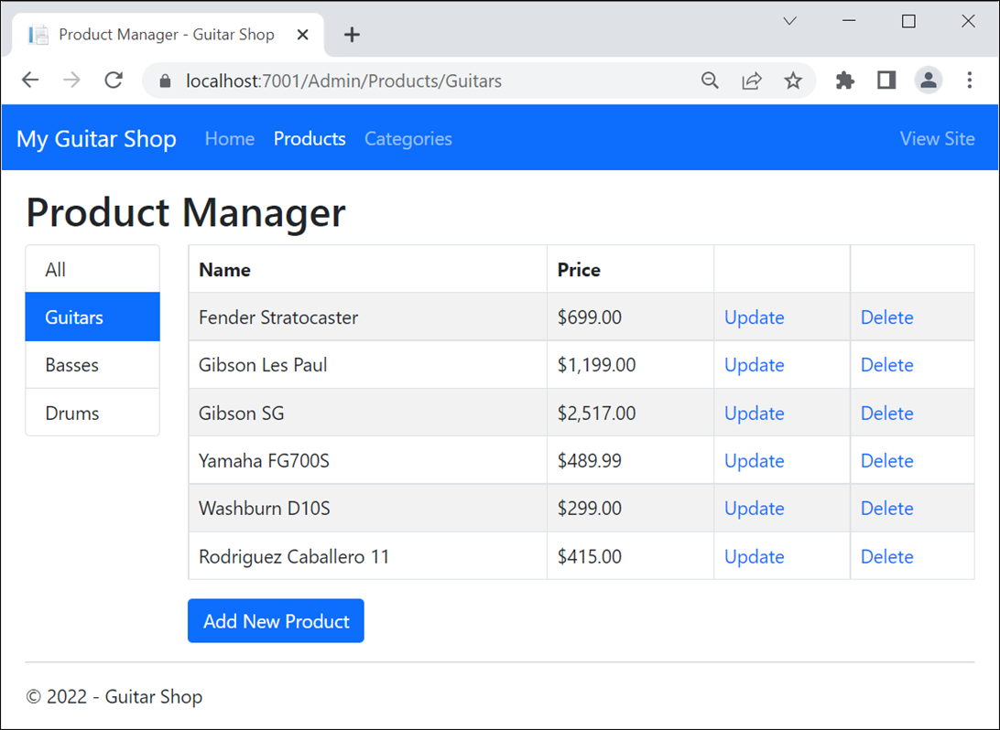 Product Manager - Guitar Shop
localhost:7001/Admin/Products/Guitars
My Guitar Shop Home Products Categories View Site
Product Manager
All
Guitars
Basses
Drums
Name Price
Fender Stratocaster $699.00 Update Delete
Gibson Les Paul $1,199.00 Update Delete
Gibson SG $2,517.00 Update Delete
Yamaha FG700S $489.99 Update Delete
Washburn D10S $299.00 Update Delete
Rodriguez Caballero 11 $415.00 Update Delete
Add New Product
© 2022 - Guitar Shop